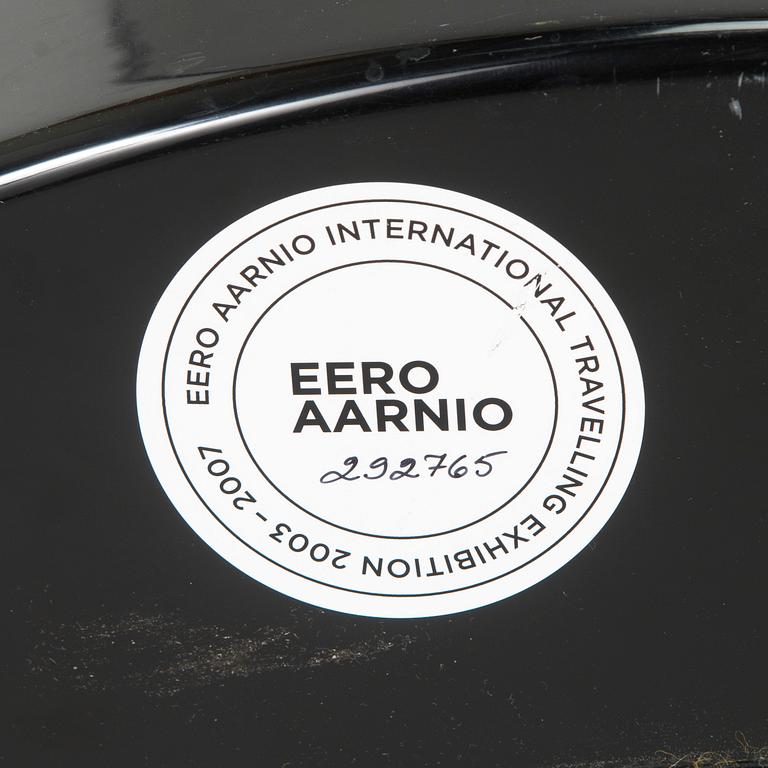 EERO AARNIO INTERNATIONAL TRAVELLING EXHIBITION 2003 - 2007
EERO
AARNIO
292765